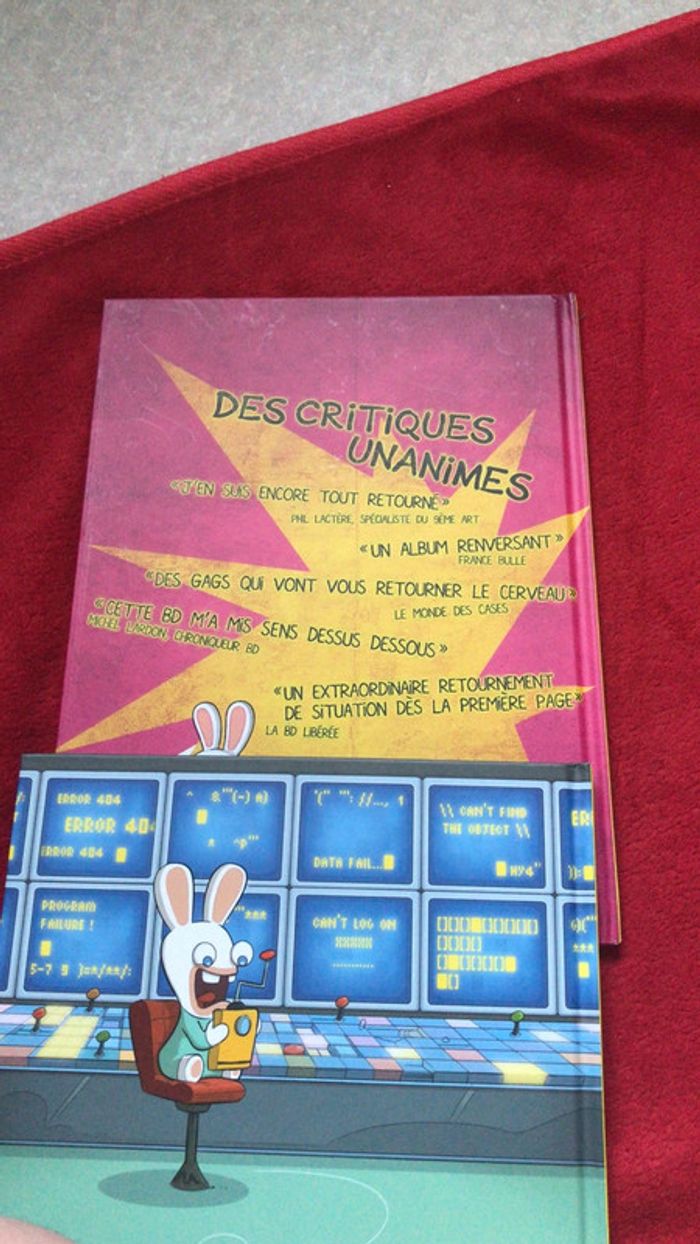 DES CRiTiQUES
UNANiMES
«J'EN SUIS ENCORE TOUT RETOURNÉ»
PHIL LACTÈRE, SPÉCIALISTE DU 9ÈME ART
«UN ALBUM RENVERSANT»
FRANCE BULLE
«DES GAGS QUI VONT VOUS RETOURNER LE CERVEAU»
LE MONDE DES CASES
«CETTE BD M'A MIS SENS DESSUS DESSOUS»
MICHEL LARDON, CHRONIQUEUR BD
«UN EXTRAORDINAIRE RETOURNEMENT
DE SITUATION DÈS LA PREMIÈRE PAGE»
LA BD LIBÉRÉE
ERROR 404
ERROR 404
ERROR 404
DATA FAIL...
\\ CAN'T FIND
THE OBJECT \\
PROGRAM
FAILURE !
CAN'T LOG ON
XXXXX